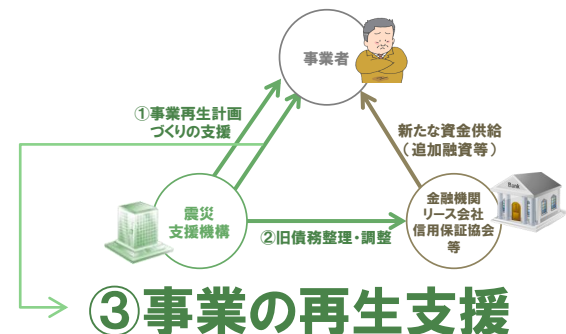 事業者
①事業再生計画
づくりの支援
新たな資金供給
（追加融資等）
震災
支援機構
Bank
金融機関
リース会社
信用保証協会
等
②旧債務整理・調整
③事業の再生支援